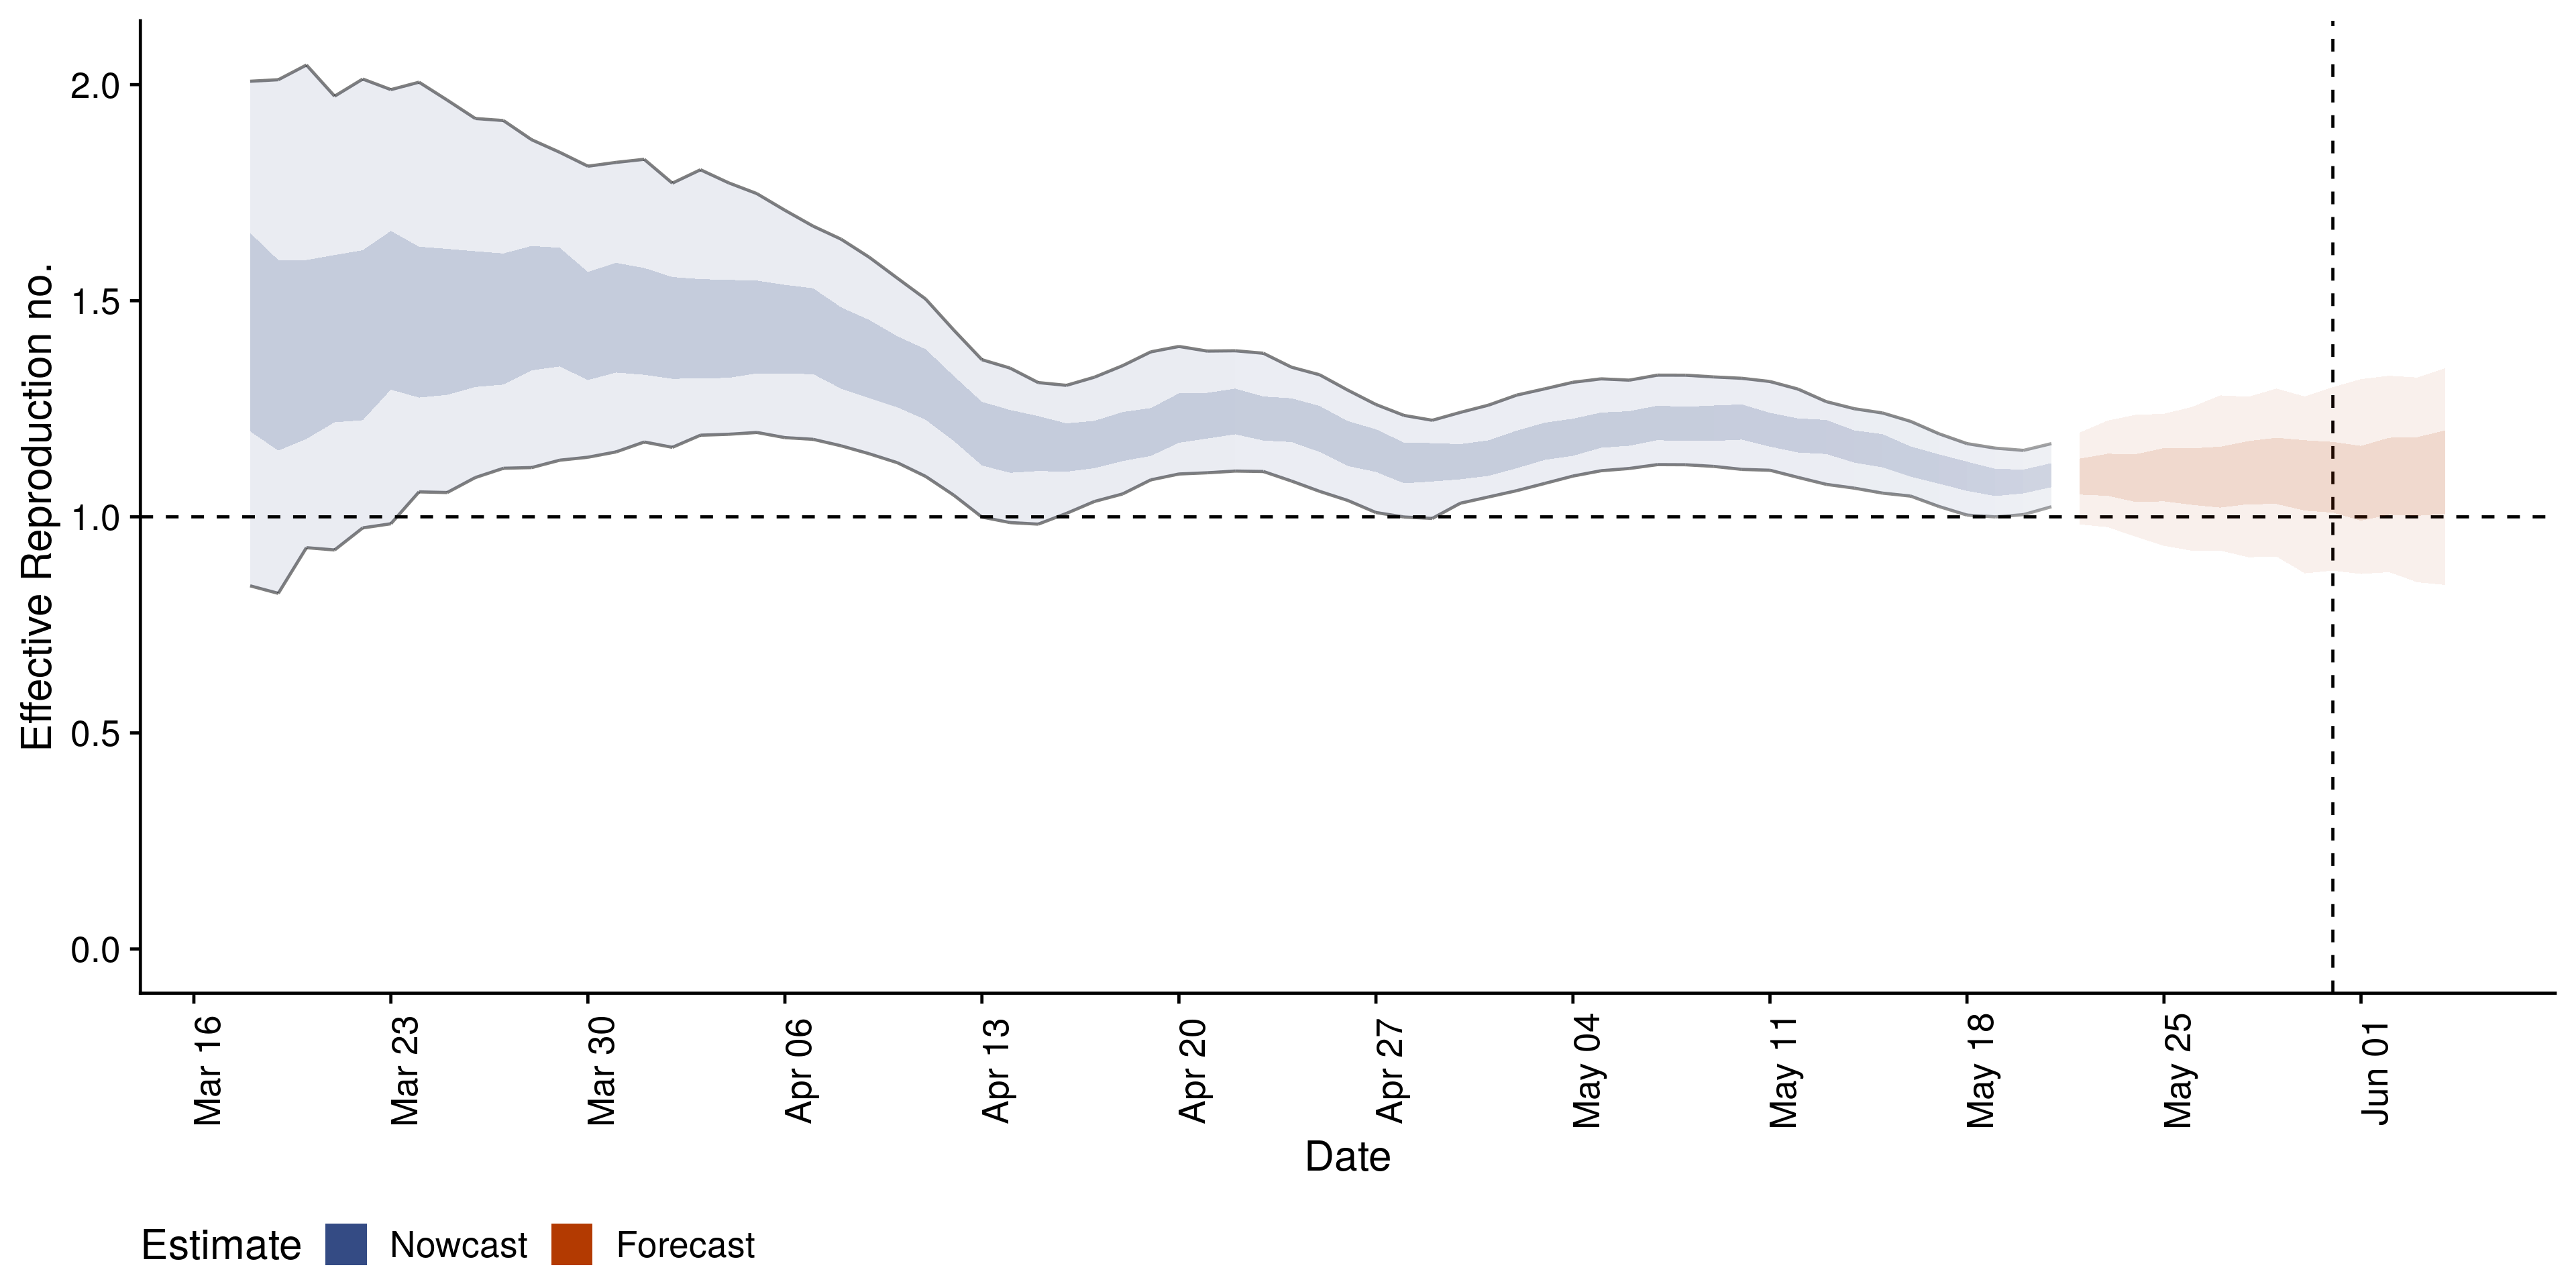 Effective Reproduction no.
2.0
1.5
1.0
0.5
0.0
Mar 16
Mar 23
Mar 30
Apr 06
Apr 13
Apr 20
Apr 27
May 04
May 11
May 18
May 25
Jun 01
Date
Estimate Nowcast Forecast